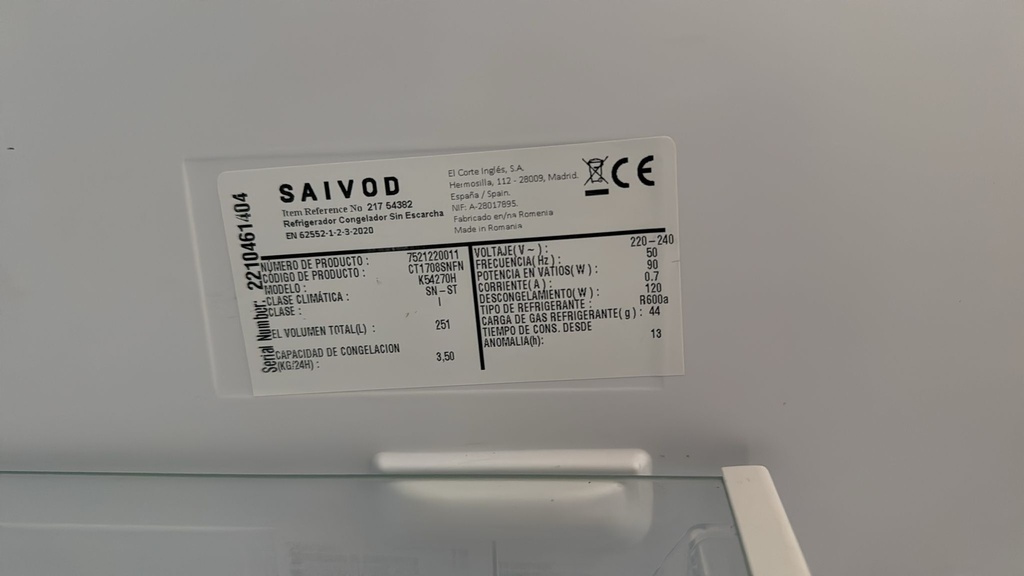 SAIVOD
Item Reference No 217 54382
Refrigerador Congelador Sin Escarcha
EN 62552-1-2-3-2020
El Corte Inglés, S.A.
Hermosilla, 112 - 28009, Madrid.
España / Spain.
NIF: A-28017895.
Fabricado en/na Romenia
Made in Romania
CE
Serial Number: 2210461404
NÚMERO DE PRODUCTO : 7521220011
CÓDIGO DE PRODUCTO : CT1708SNFN
MODELO : K54270H
CLASE CLIMÁTICA : SN-ST
CLASE : I
EL VOLUMEN TOTAL(L) : 251
CAPACIDAD DE CONGELACION
(KG/24H) : 3,50
VOLTAJE(V~) : 220-240
FRECUENCIA(Hz) : 50
POTENCIA EN VATIOS(W) : 90
CORRIENTE(A) : 0.7
DESCONGELAMIENTO(W) : 120
TIPO DE REFRIGERANTE : R600a
CARGA DE GAS REFRIGERANTE(g) : 44
TIEMPO DE CONS. DESDE
ANOMALIA(h): 13